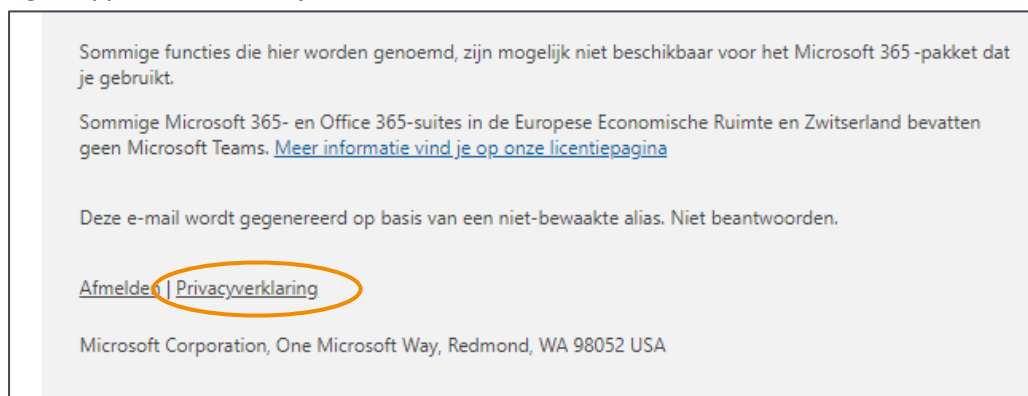 Sommige functies die hier worden genoemd, zijn mogelijk niet beschikbaar voor het Microsoft 365-pakket dat
je gebruikt.
Sommige Microsoft 365- en Office 365-suites in de Europese Economische Ruimte en Zwitserland bevatten
geen Microsoft Teams. Meer informatie vind je op onze licentiepagina
Deze e-mail wordt gegenereerd op basis van een niet-bewaakte alias. Niet beantwoorden.
Afmelden | Privacyverklaring
Microsoft Corporation, One Microsoft Way, Redmond, WA 98052 USA